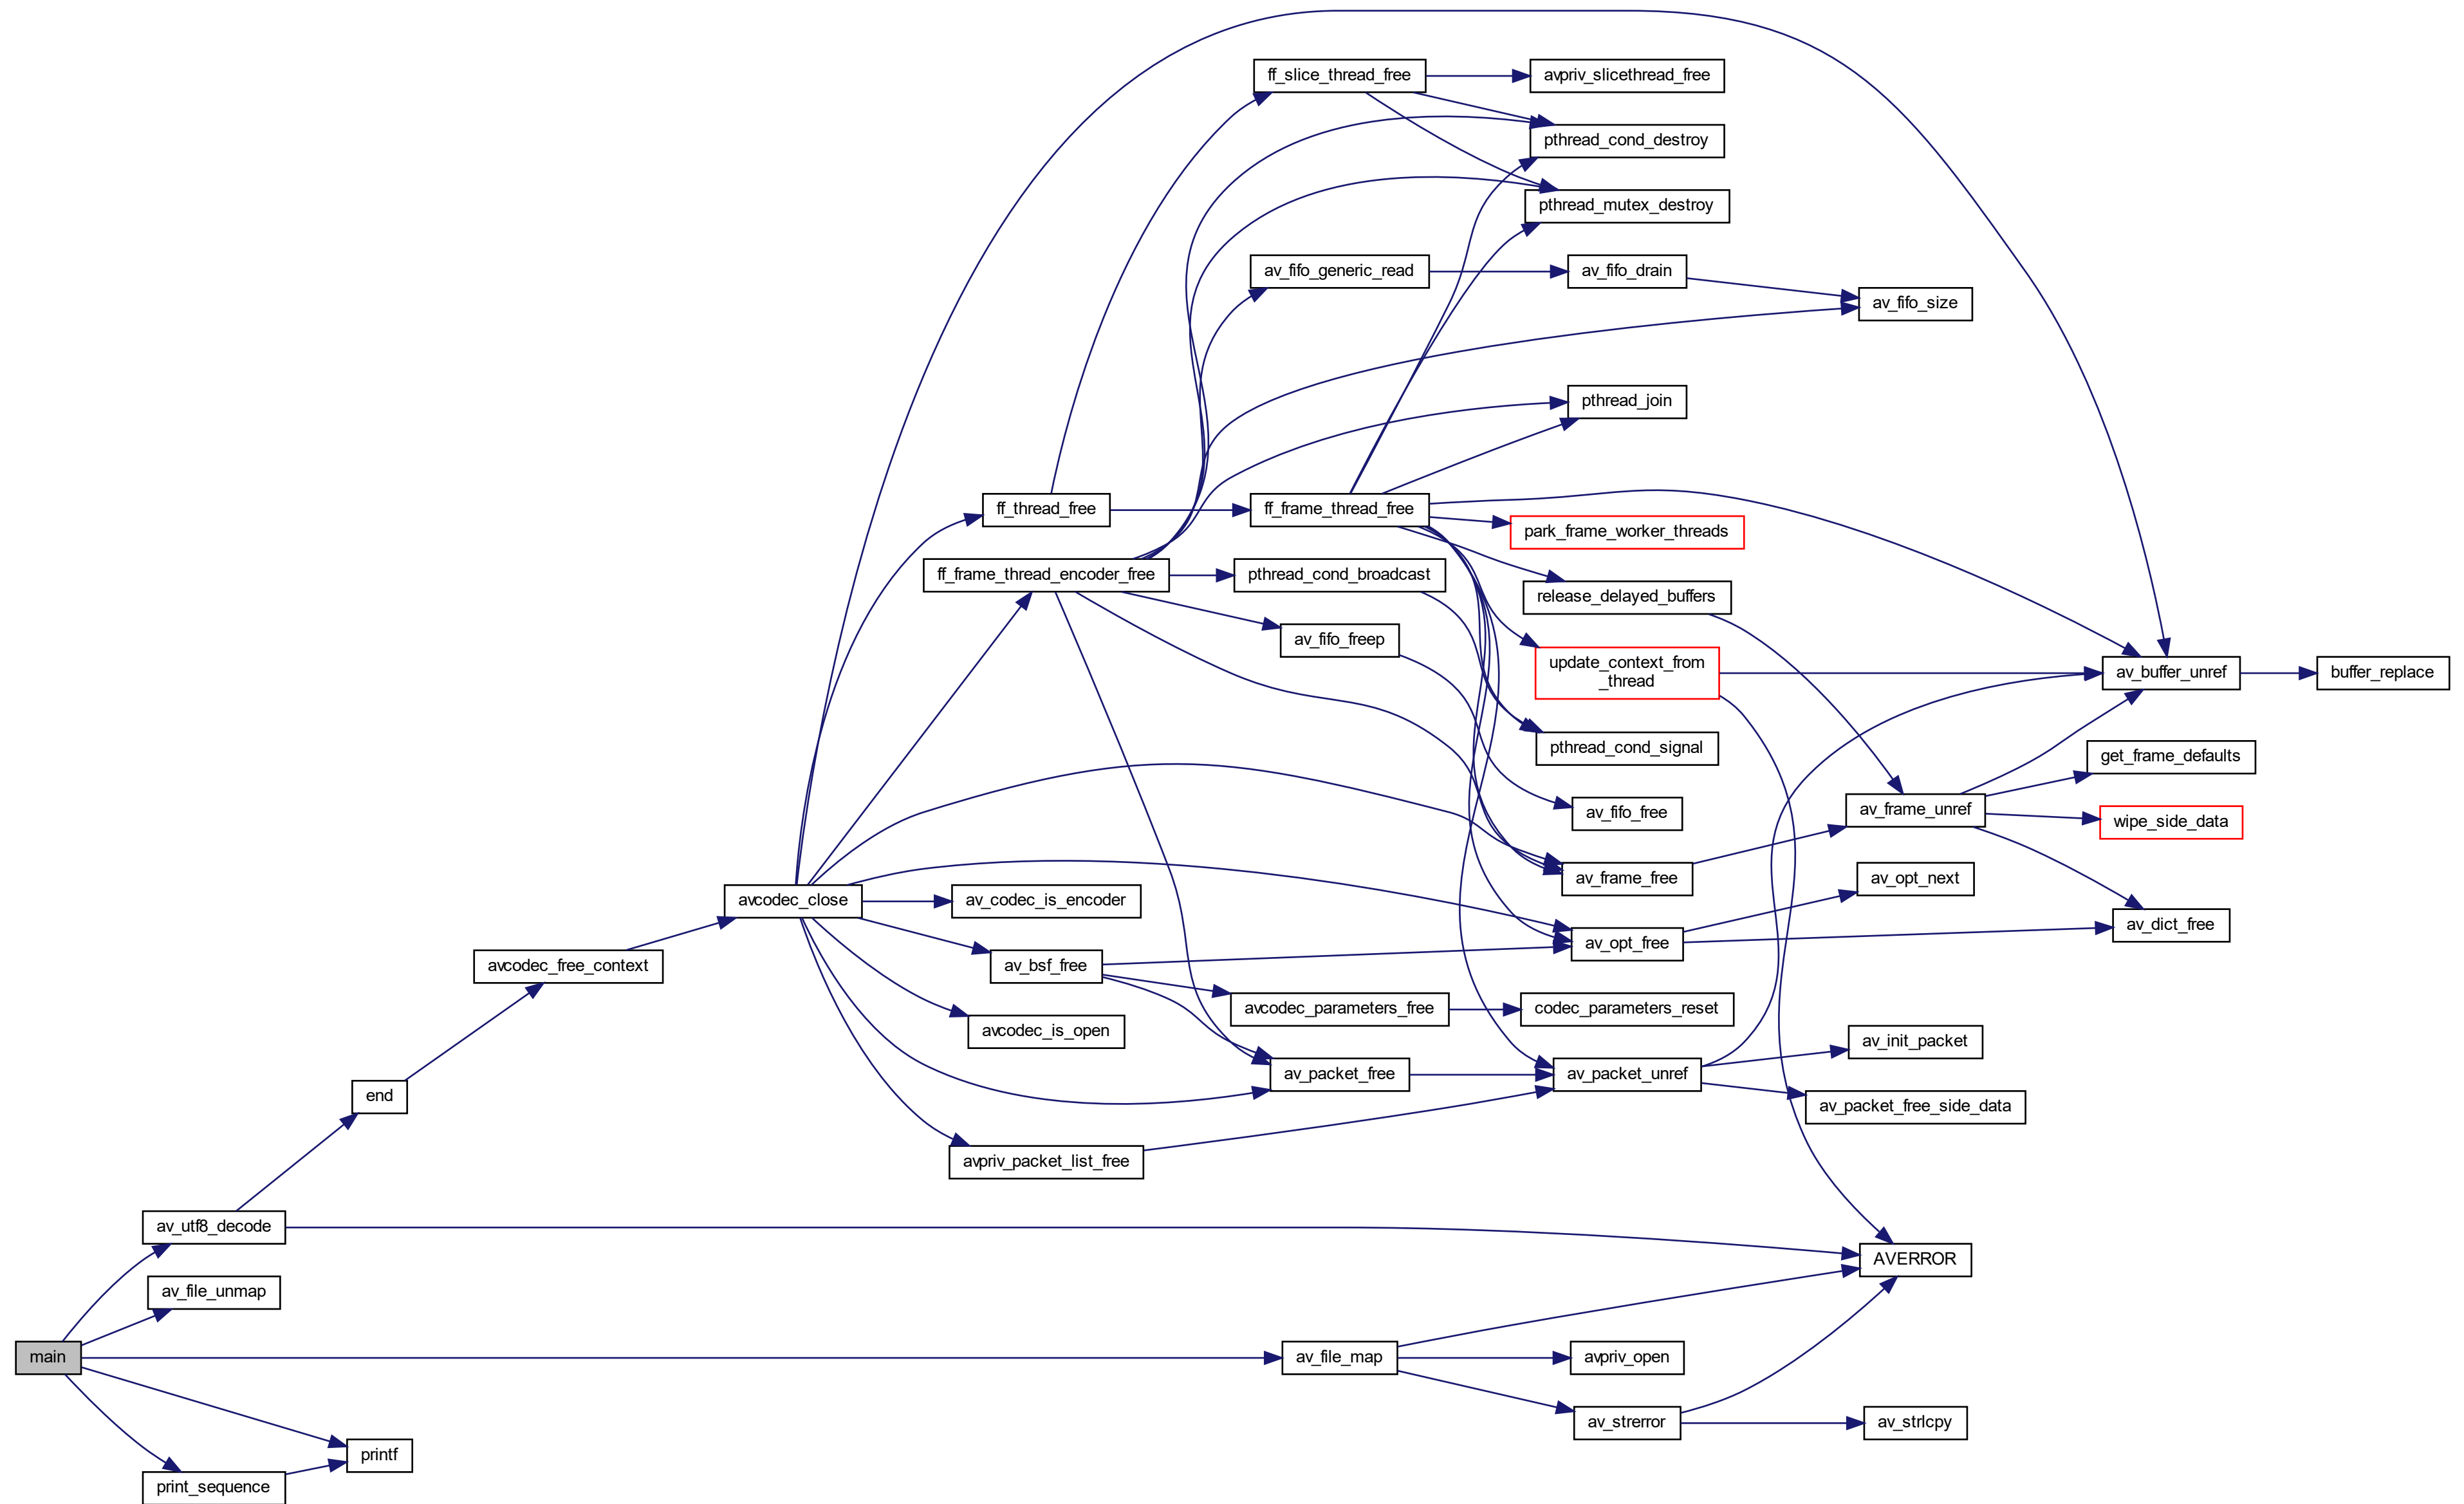 ff_slice_thread_free
avpriv_slicethread_free
pthread_cond_destroy
pthread_mutex_destroy
av_fifo_generic_read
av_fifo_drain
av_fifo_size
pthread_join
ff_thread_free
ff_frame_thread_free
park_frame_worker_threads
ff_frame_thread_encoder_free
pthread_cond_broadcast
release_delayed_buffers
av_fifo_freep
update_context_from
_thread
av_buffer_unref
buffer_replace
pthread_cond_signal
get_frame_defaults
av_fifo_free
av_frame_unref
wipe_side_data
av_frame_free
av_opt_next
avcodec_close
av_codec_is_encoder
av_dict_free
av_opt_free
avcodec_free_context
av_bsf_free
avcodec_parameters_free
codec_parameters_reset
avcodec_is_open
av_init_packet
av_packet_free
av_packet_unref
end
av_packet_free_side_data
avpriv_packet_list_free
av_utf8_decode
AVERROR
av_file_unmap
main
av_file_map
avpriv_open
av_strerror
av_strlcpy
printf
print_sequence